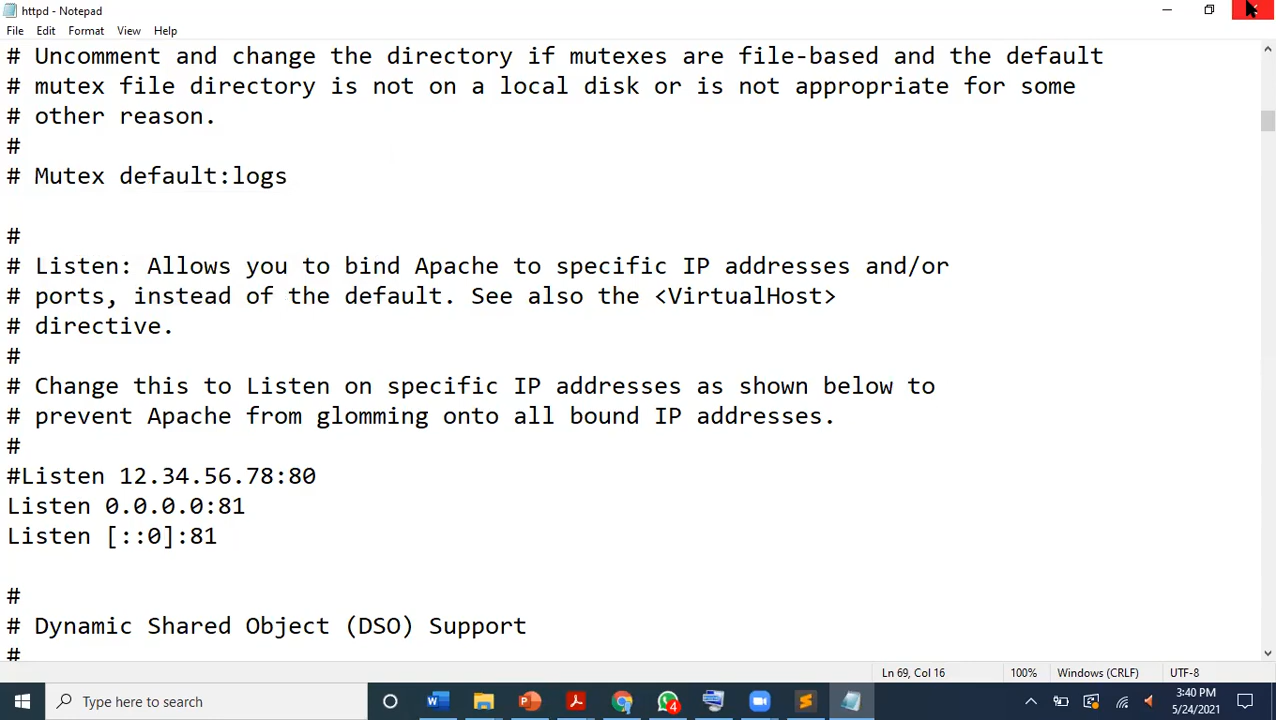 httpd - Notepad
File Edit Format View Help
# Uncomment and change the directory if mutexes are file-based and the default
# mutex file directory is not on a local disk or is not appropriate for some
# other reason.
#
# Mutex default:logs
#
# Listen: Allows you to bind Apache to specific IP addresses and/or
# ports, instead of the default. See also the <VirtualHost>
# directive.
#
# Change this to Listen on specific IP addresses as shown below to
# prevent Apache from glomming onto all bound IP addresses.
#
#Listen 12.34.56.78:80
Listen 0.0.0.0:81
Listen [::0]:81
#
# Dynamic Shared Object (DSO) Support
#
Ln 69, Col 16 100% Windows (CRLF) UTF-8
Type here to search
4
3:40 PM
5/24/2021